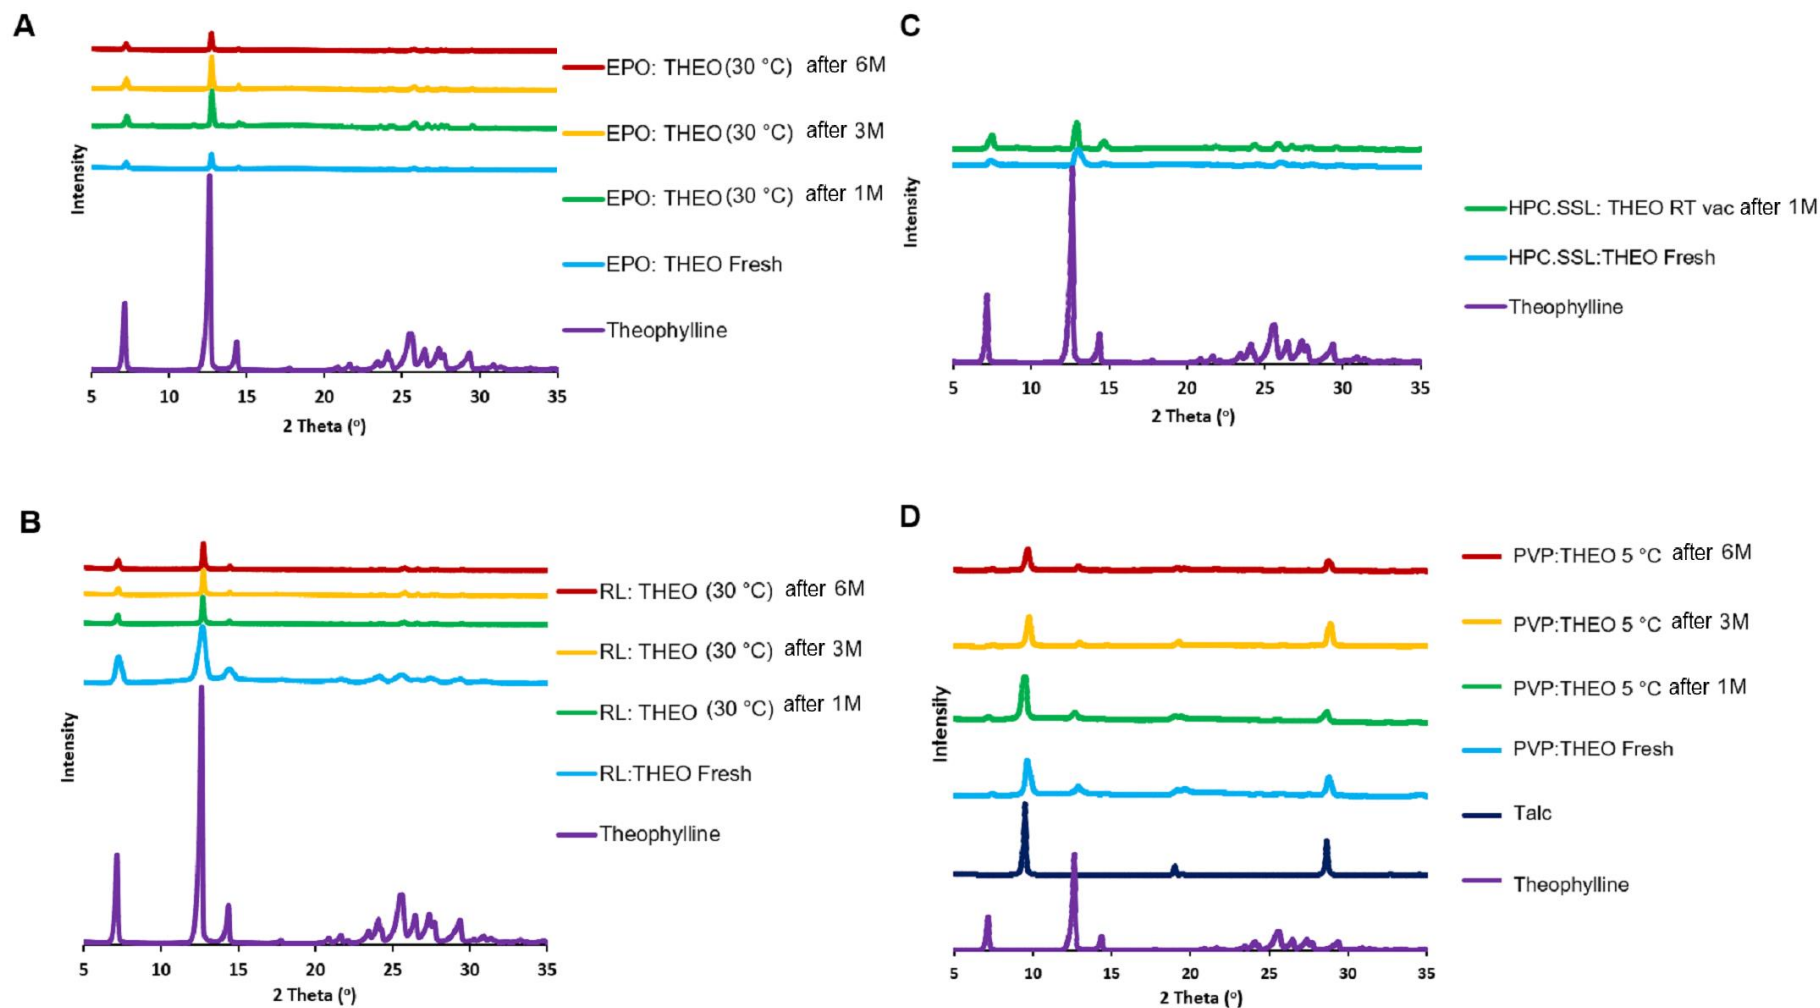 A
EPO: THEO (30 °C) after 6M
EPO: THEO (30 °C) after 3M
EPO: THEO (30 °C) after 1M
EPO: THEO Fresh
Theophylline
Intensity
5 10 15 20 25 30 35
2 Theta (°)
C
HPC.SSL: THEO RT vac after 1M
HPC.SSL:THEO Fresh
Theophylline
Intensity
5 10 15 20 25 30 35
2 Theta (°)
B
RL: THEO (30 °C) after 6M
RL: THEO (30 °C) after 3M
RL: THEO (30 °C) after 1M
RL:THEO Fresh
Theophylline
Intensity
5 10 15 20 25 30 35
2 Theta (°)
D
PVP:THEO 5 °C after 6M
PVP:THEO 5 °C after 3M
PVP:THEO 5 °C after 1M
PVP:THEO Fresh
Talc
Theophylline
Intensity
5 10 15 20 25 30 35
2 Theta (°)